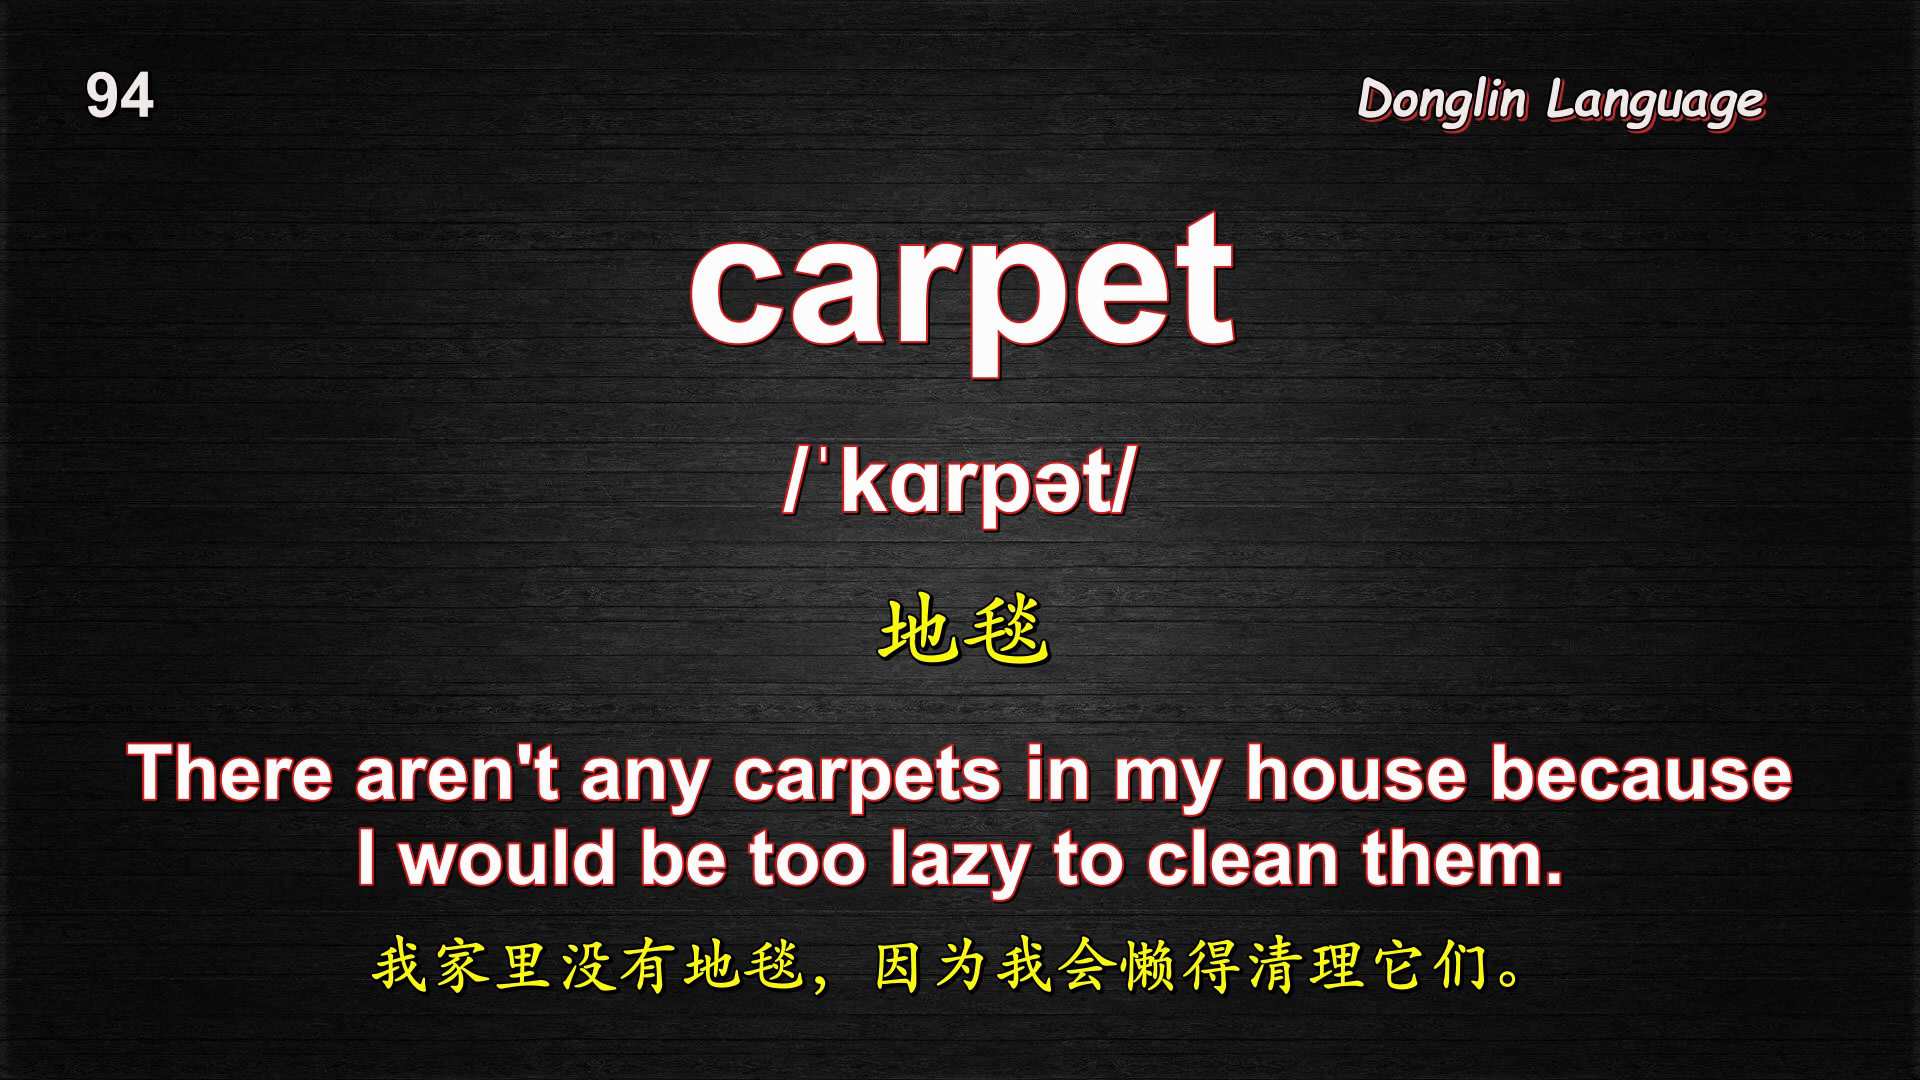 94
Donglin Language
carpet
/ˈkɑrpət/
地毯
There aren't any carpets in my house because
I would be too lazy to clean them.
我家里没有地毯，因为我会懒得清理它们。